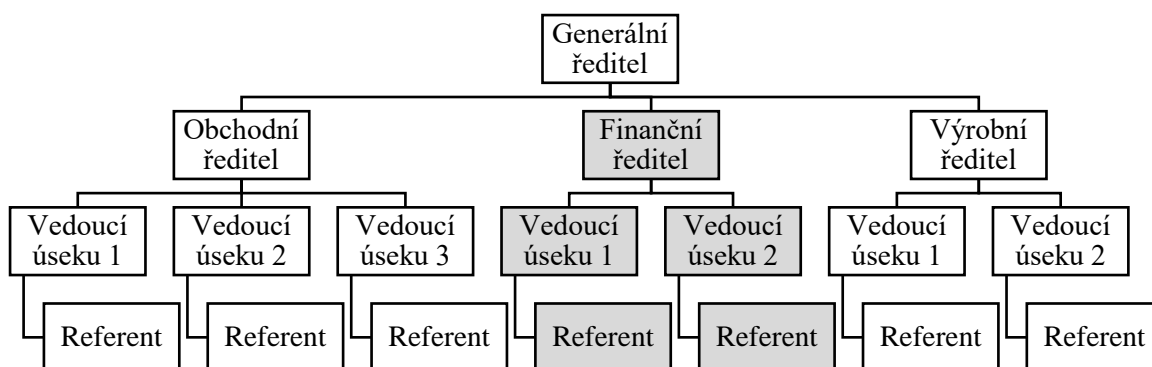 Generální
ředitel
Obchodní
ředitel
Finanční
ředitel
Výrobní
ředitel
Vedoucí
úseku 1
Vedoucí
úseku 2
Vedoucí
úseku 3
Vedoucí
úseku 1
Vedoucí
úseku 2
Vedoucí
úseku 1
Vedoucí
úseku 2
Referent
Referent
Referent
Referent
Referent
Referent
Referent